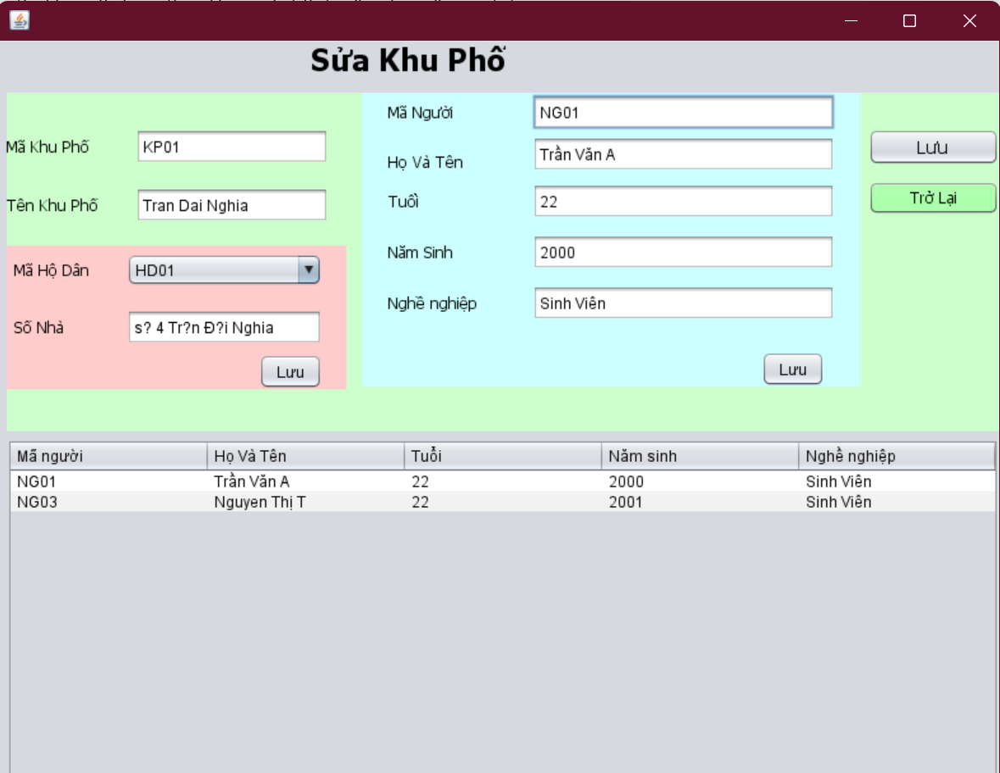 Sửa Khu Phố
Mã Khu Phố
KP01
Tên Khu Phố
Tran Dai Nghia
Mã Hộ Dân
HD01
Số Nhà
s? 4 Tr?n Đ?i Nghia
Lưu
Mã Người
NG01
Họ Và Tên
Trần Văn A
Tuổi
22
Năm Sinh
2000
Nghề nghiệp
Sinh Viên
Lưu
Lưu
Trở Lại
Mã người Họ Và Tên Tuổi Năm sinh Nghề nghiệp
NG01 Trần Văn A 22 2000 Sinh Viên
NG03 Nguyen Thị T 22 2001 Sinh Viên